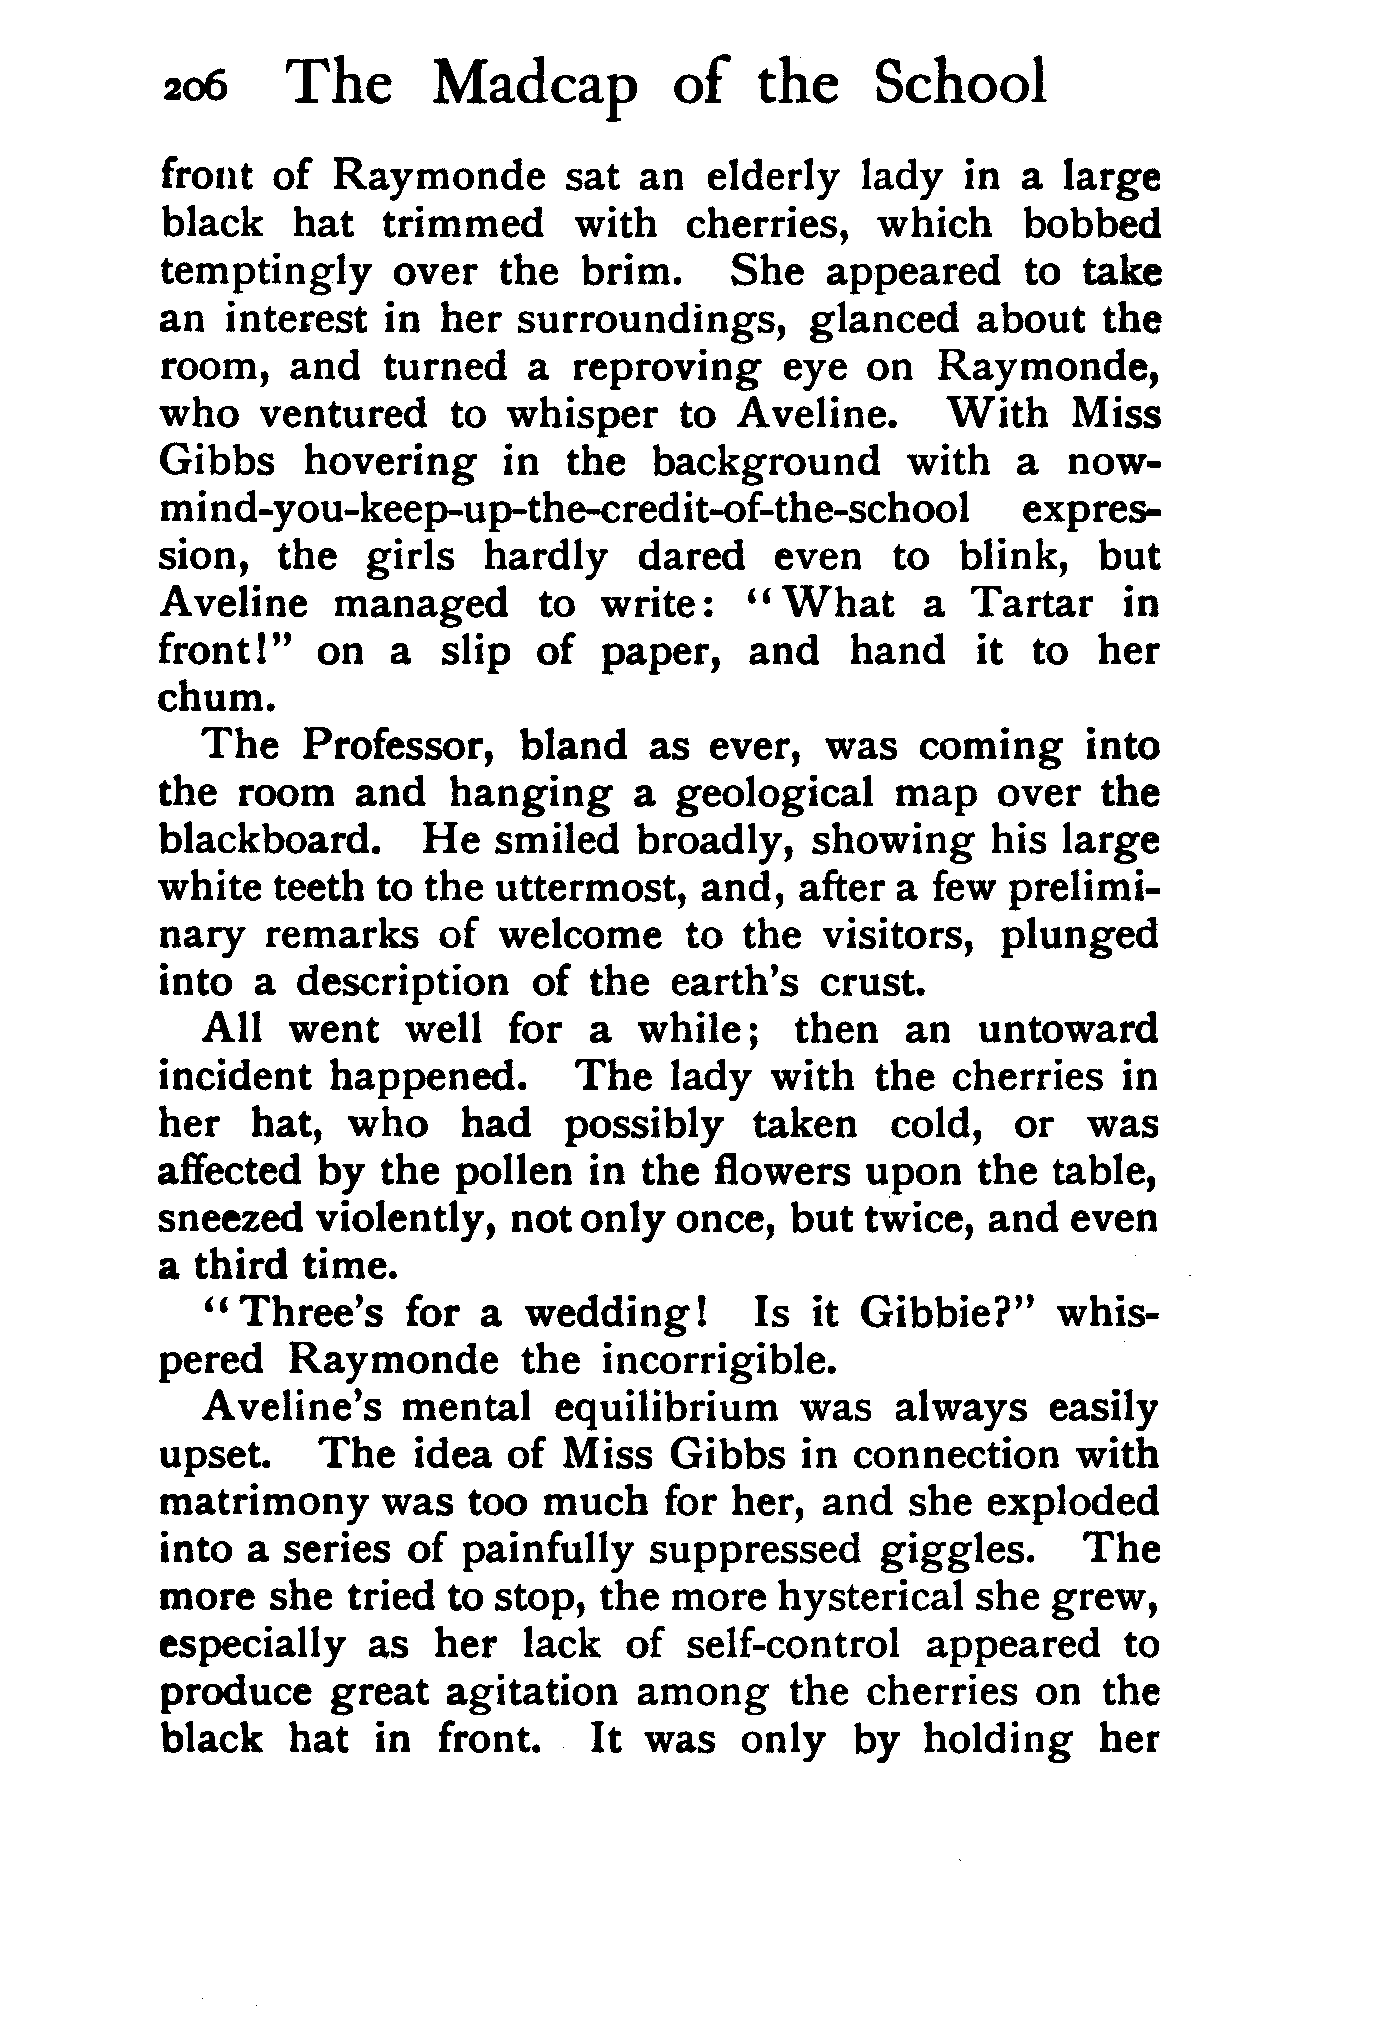 206 The Madcap of the School
front of Raymonde sat an elderly lady in a large
black hat trimmed with cherries, which bobbed
temptingly over the brim. She appeared to take
an interest in her surroundings, glanced about the
room, and turned a reproving eye on Raymonde,
who ventured to whisper to Aveline. With Miss
Gibbs hovering in the background with a now-
mind-you-keep-up-the-credit-of-the-school expres-
sion, the girls hardly dared even to blink, but
Aveline managed to write: "What a Tartar in
front!" on a slip of paper, and hand it to her
chum.
The Professor, bland as ever, was coming into
the room and hanging a geological map over the
blackboard. He smiled broadly, showing his large
white teeth to the uttermost, and, after a few prelimi-
nary remarks of welcome to the visitors, plunged
into a description of the earth's crust.
All went well for a while; then an untoward
incident happened. The lady with the cherries in
her hat, who had possibly taken cold, or was
affected by the pollen in the flowers upon the table,
sneezed violently, not only once, but twice, and even
a third time.
"Three's for a wedding! Is it Gibbie?" whis-
pered Raymonde the incorrigible.
Aveline's mental equilibrium was always easily
upset. The idea of Miss Gibbs in connection with
matrimony was too much for her, and she exploded
into a series of painfully suppressed giggles. The
more she tried to stop, the more hysterical she grew,
especially as her lack of self-control appeared to
produce great agitation among the cherries on the
black hat in front. It was only by holding her